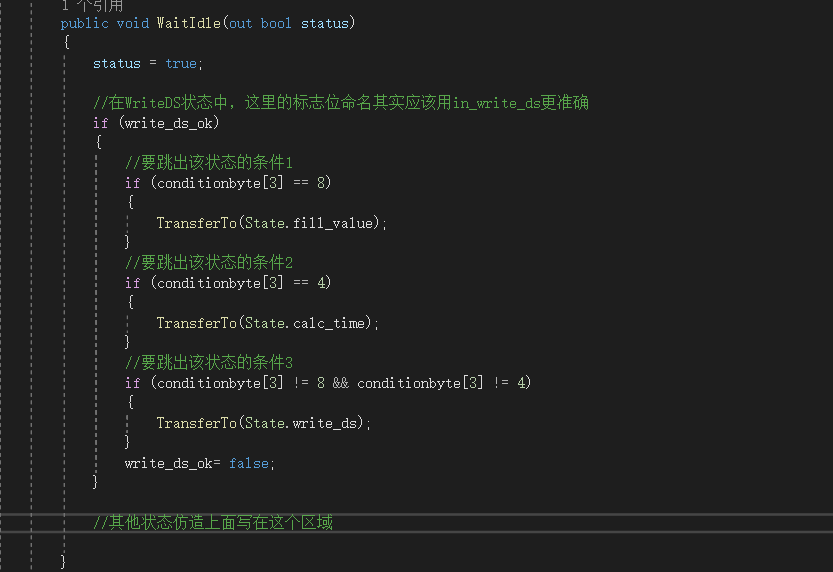 1 个引用
public void WaitIdle(out bool status)
{
status = true;
//在WriteDS状态中，这里的标志位命名其实应该用in_write_ds更准确
if (write_ds_ok)
{
//要跳出该状态的条件1
if (conditionbyte[3] == 8)
{
TransferTo(State.fill_value);
}
//要跳出该状态的条件2
if (conditionbyte[3] == 4)
{
TransferTo(State.calc_time);
}
//要跳出该状态的条件3
if (conditionbyte[3] != 8 && conditionbyte[3] != 4)
{
TransferTo(State.write_ds);
}
write_ds_ok= false;
}
//其他状态仿造上面写在这个区域
}